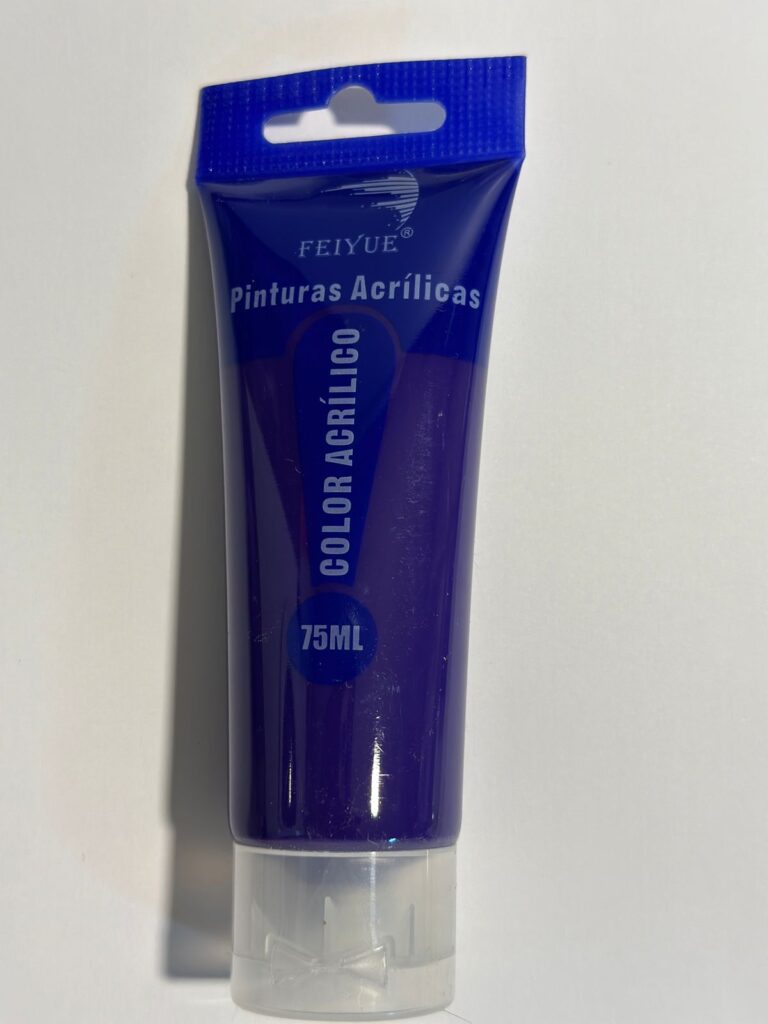 FEIYUE®
Pinturas Acrílicas
COLOR ACRÍLICO
75ML